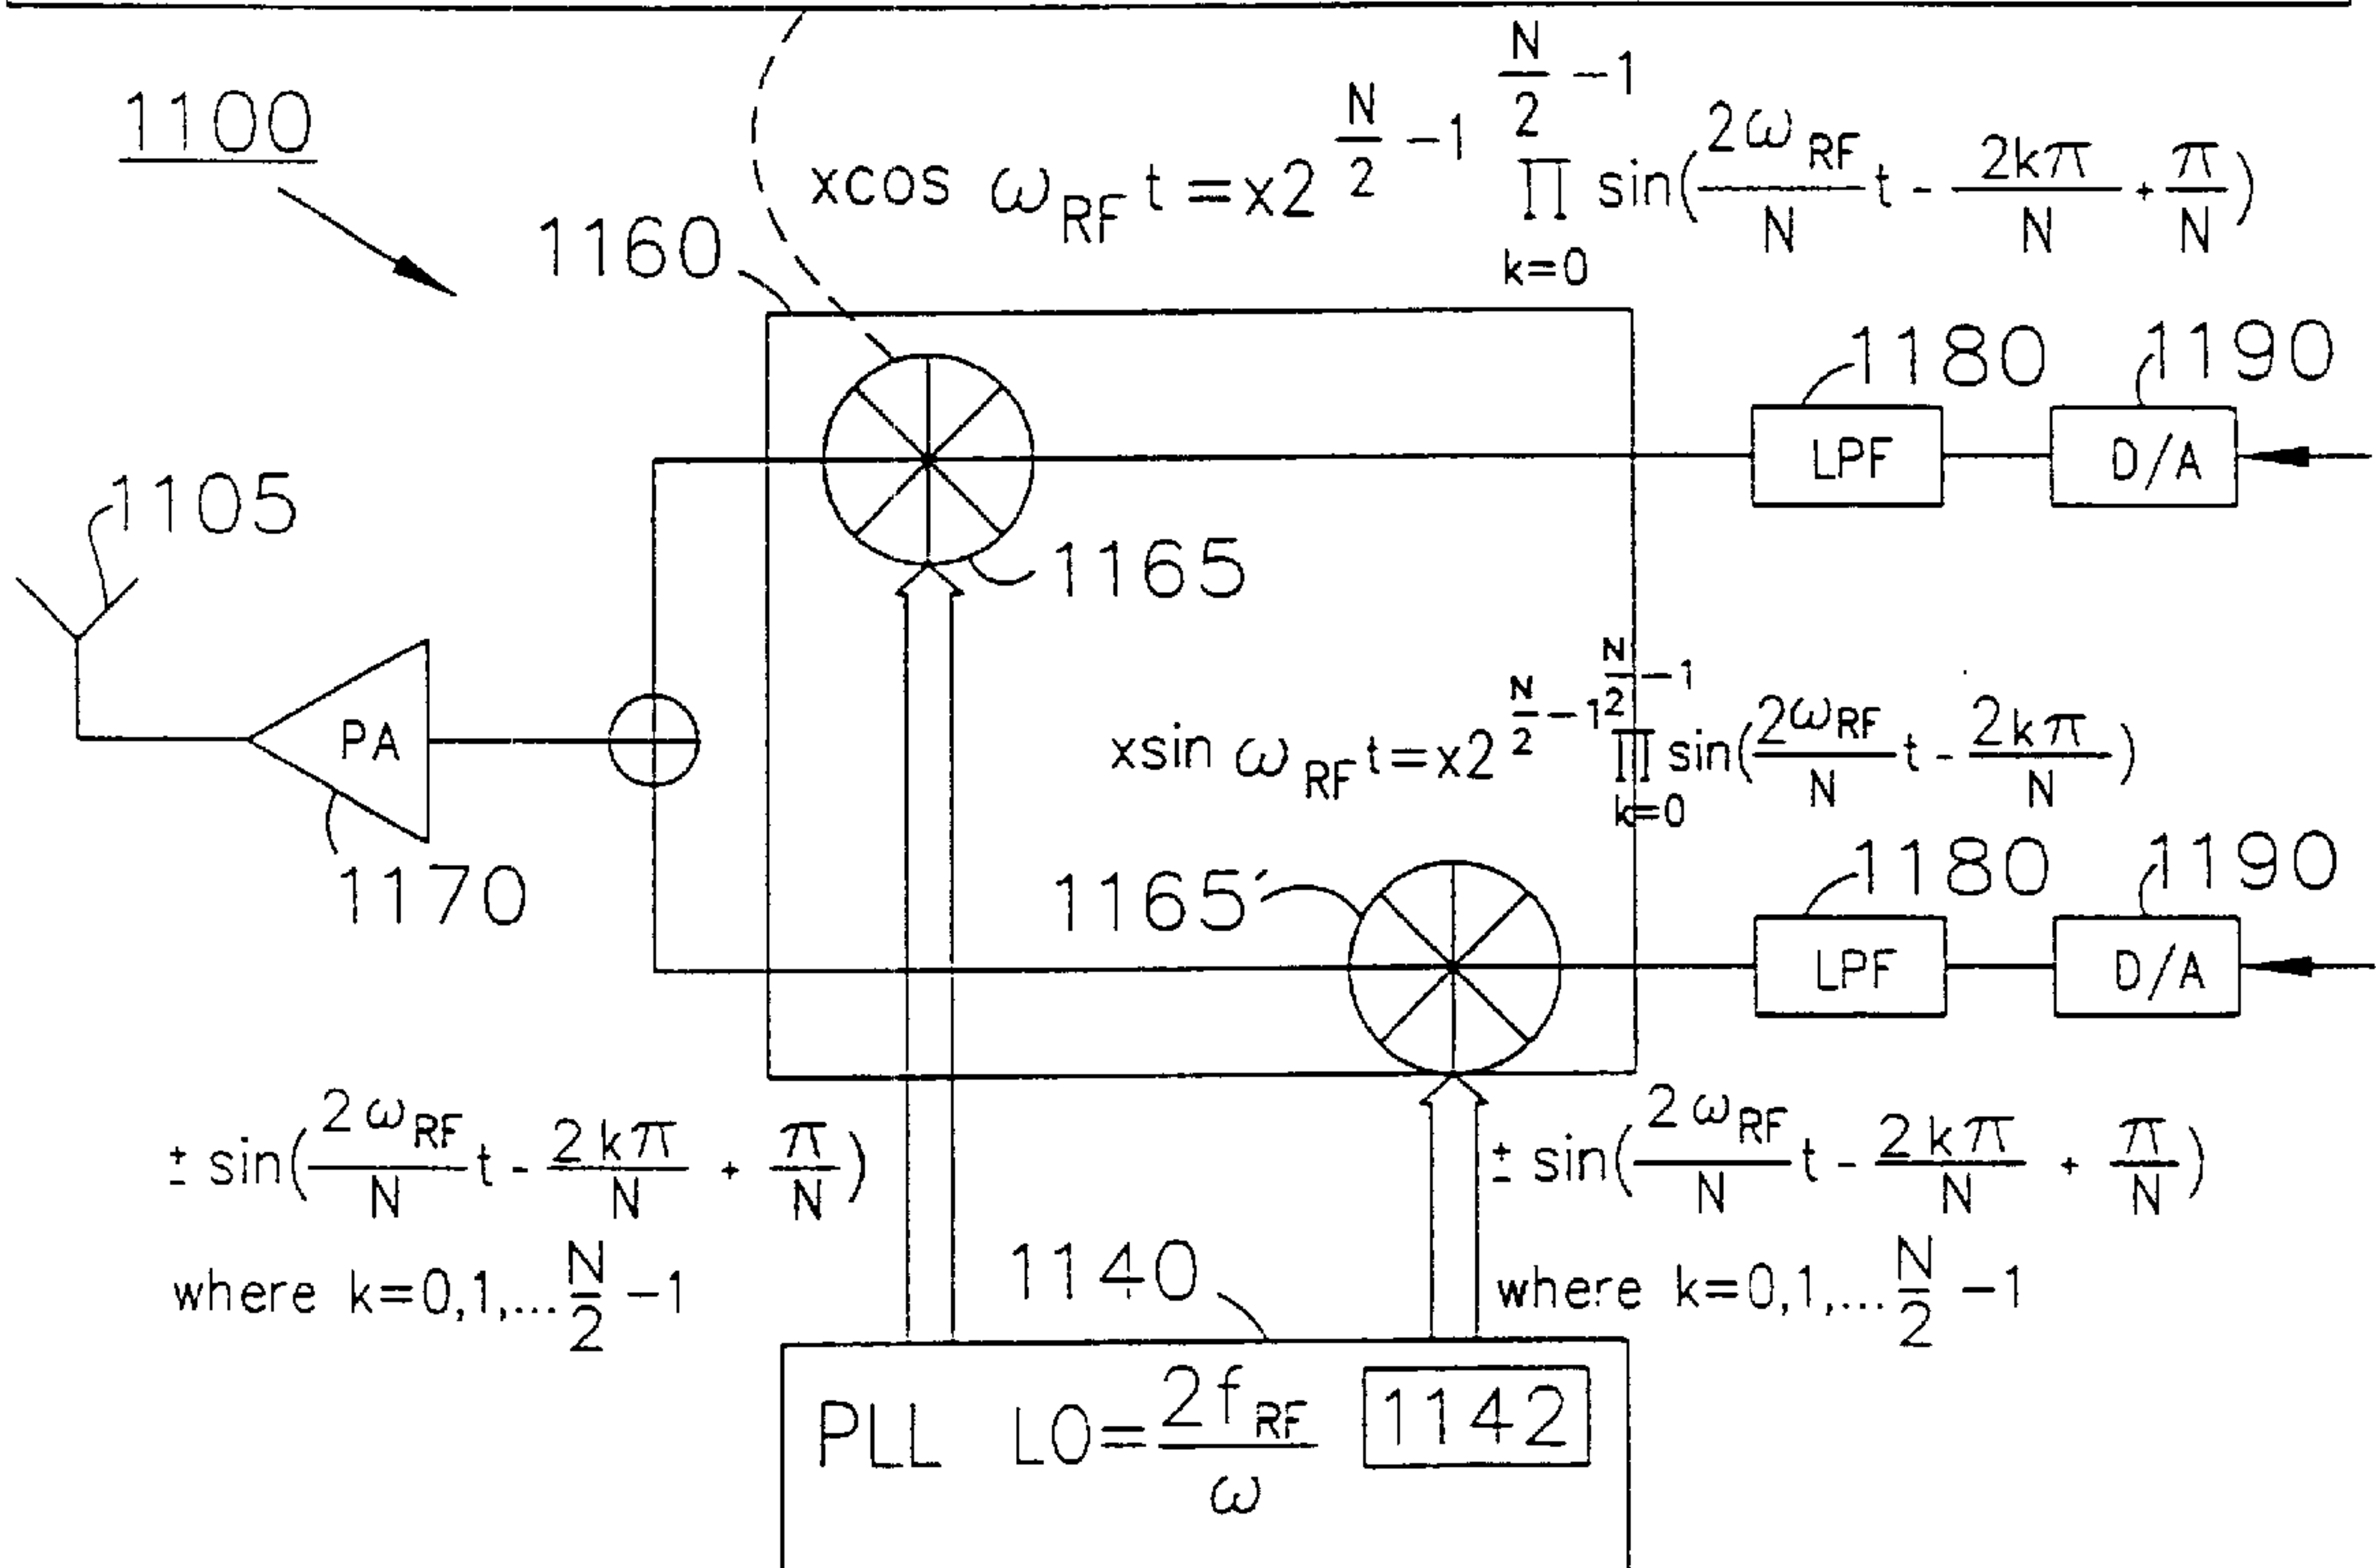 1100
xcos ω_RF t = x2^(N/2 −1) ∏_{k=0}^{N/2 −1} sin(2ω_RF/N t - 2kπ/N + π/N)
1160
1180
1190
LPF
D/A
1105
1165
PA
1170
xsin ω_RF t = x2^(N/2 −1) ∏_{k=0}^{N/2 −1} sin(2ω_RF/N t - 2kπ/N)
1165'
1180
1190
LPF
D/A
± sin(2ω_RF/N t - 2kπ/N + π/N)
where k=0,1,...N/2 −1
± sin(2ω_RF/N t - 2kπ/N + π/N)
where k=0,1,...N/2 −1
1140
PLL LO=2f_RF/ω 1142